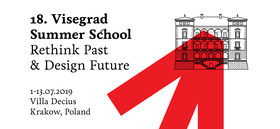 18. Visegrad
Summer School
Rethink Past
& Design Future
1-13.07.2019
Villa Decius
Krakow, Poland